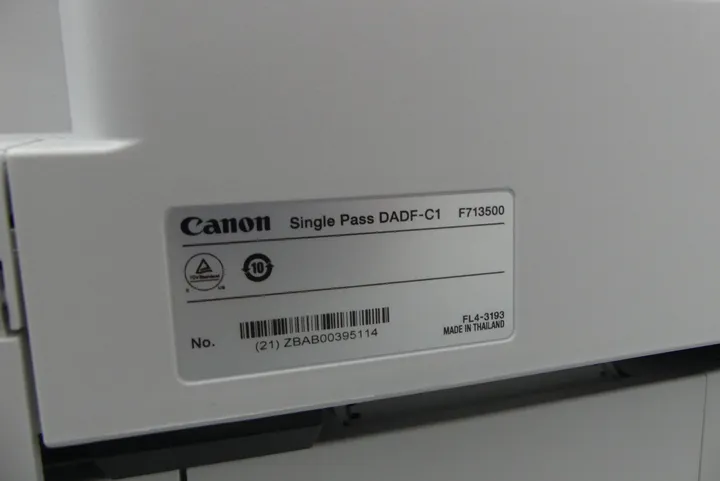 Canon Single Pass DADF-C1 F713500
10
No.
(21) ZBAB00395114
FL4-3193
MADE IN THAILAND